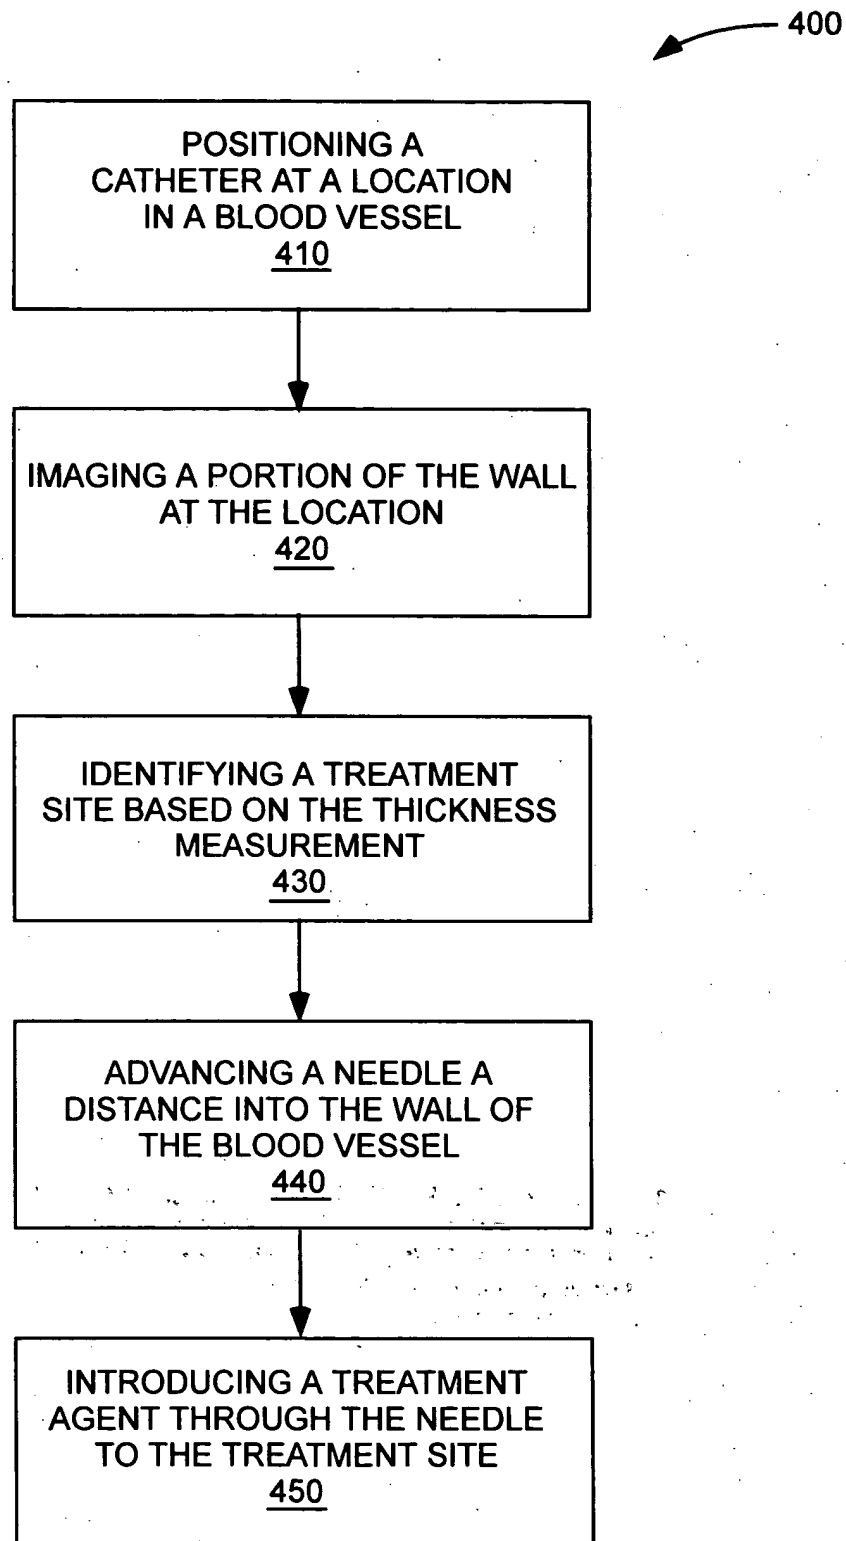 400
POSITIONING A
CATHETER AT A LOCATION
IN A BLOOD VESSEL
410
IMAGING A PORTION OF THE WALL
AT THE LOCATION
420
IDENTIFYING A TREATMENT
SITE BASED ON THE THICKNESS
MEASUREMENT
430
ADVANCING A NEEDLE A
DISTANCE INTO THE WALL OF
THE BLOOD VESSEL
440
INTRODUCING A TREATMENT
AGENT THROUGH THE NEEDLE
TO THE TREATMENT SITE
450